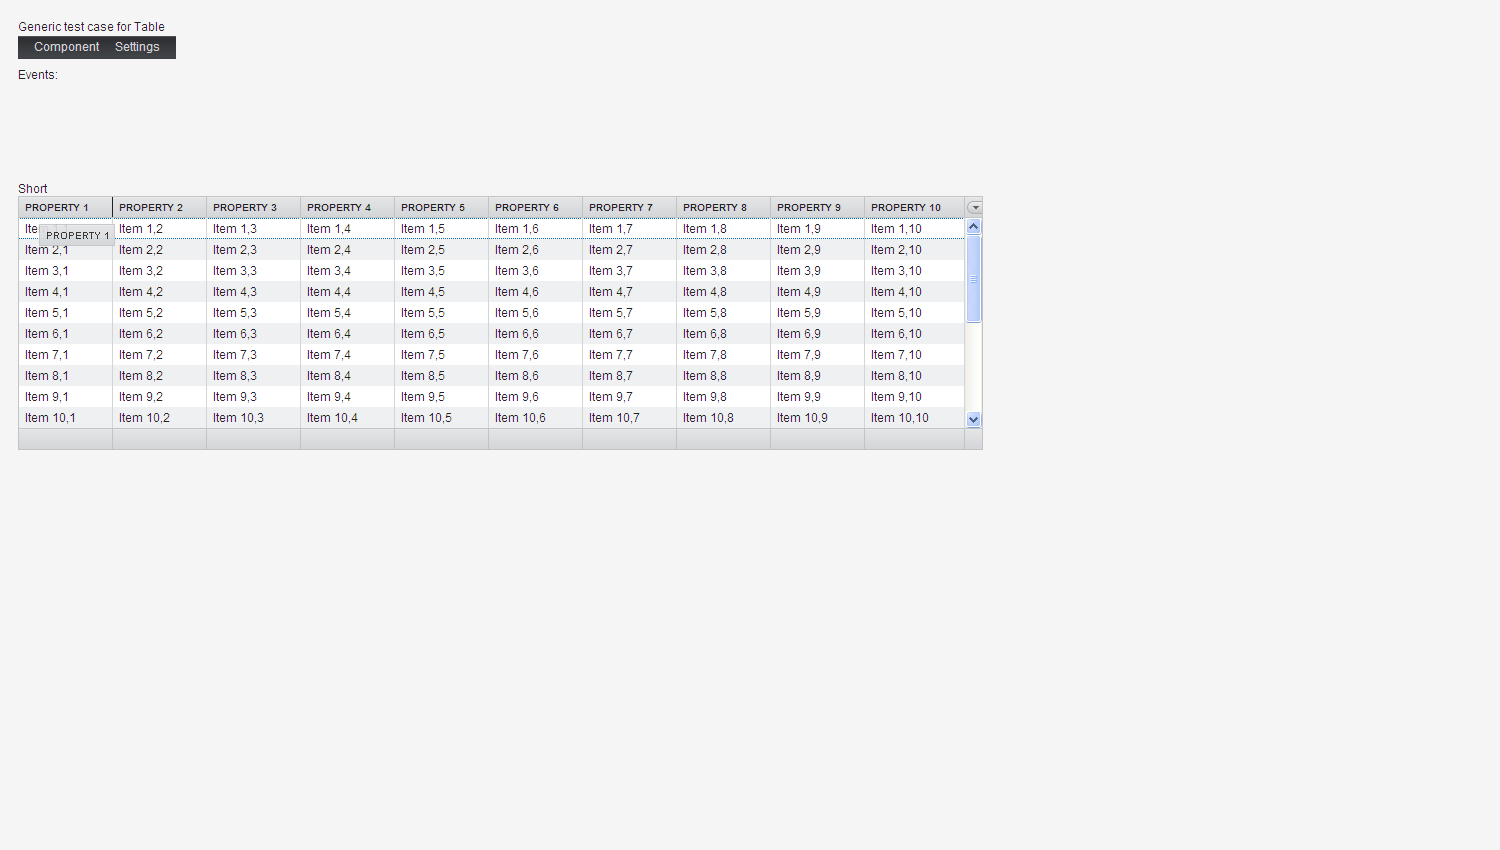 Generic test case for Table
Component Settings
Events:
Short
PROPERTY 1 PROPERTY 2 PROPERTY 3 PROPERTY 4 PROPERTY 5 PROPERTY 6 PROPERTY 7 PROPERTY 8 PROPERTY 9 PROPERTY 10
Item 1,2 Item 1,3 Item 1,4 Item 1,5 Item 1,6 Item 1,7 Item 1,8 Item 1,9 Item 1,10
PROPERTY 1
Item 2,1 Item 2,2 Item 2,3 Item 2,4 Item 2,5 Item 2,6 Item 2,7 Item 2,8 Item 2,9 Item 2,10
Item 3,1 Item 3,2 Item 3,3 Item 3,4 Item 3,5 Item 3,6 Item 3,7 Item 3,8 Item 3,9 Item 3,10
Item 4,1 Item 4,2 Item 4,3 Item 4,4 Item 4,5 Item 4,6 Item 4,7 Item 4,8 Item 4,9 Item 4,10
Item 5,1 Item 5,2 Item 5,3 Item 5,4 Item 5,5 Item 5,6 Item 5,7 Item 5,8 Item 5,9 Item 5,10
Item 6,1 Item 6,2 Item 6,3 Item 6,4 Item 6,5 Item 6,6 Item 6,7 Item 6,8 Item 6,9 Item 6,10
Item 7,1 Item 7,2 Item 7,3 Item 7,4 Item 7,5 Item 7,6 Item 7,7 Item 7,8 Item 7,9 Item 7,10
Item 8,1 Item 8,2 Item 8,3 Item 8,4 Item 8,5 Item 8,6 Item 8,7 Item 8,8 Item 8,9 Item 8,10
Item 9,1 Item 9,2 Item 9,3 Item 9,4 Item 9,5 Item 9,6 Item 9,7 Item 9,8 Item 9,9 Item 9,10
Item 10,1 Item 10,2 Item 10,3 Item 10,4 Item 10,5 Item 10,6 Item 10,7 Item 10,8 Item 10,9 Item 10,10